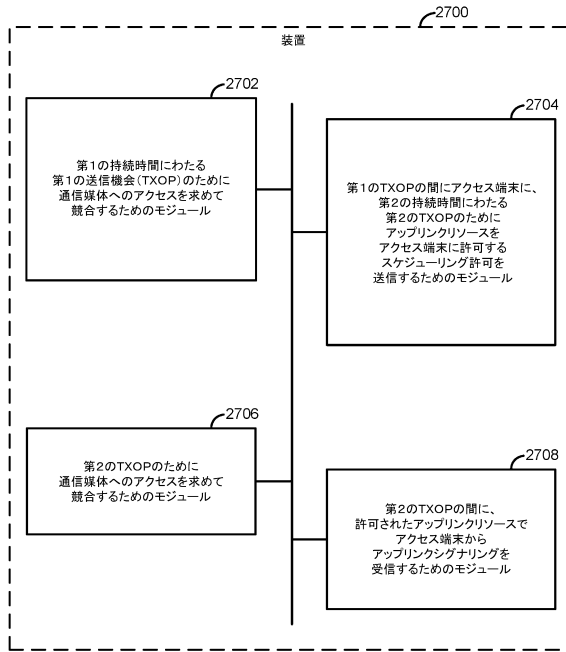 2700
装置
2702
第1の持続時間にわたる
第1の送信機会(TXOP)のために
通信媒体へのアクセスを求めて
競合するためのモジュール
2704
第1のTXOPの間にアクセス端末に、
第2の持続時間にわたる
第2のTXOPのために
アップリンクリソースを
アクセス端末に許可する
スケジューリング許可を
送信するためのモジュール
2706
第2のTXOPのために
通信媒体へのアクセスを求めて
競合するためのモジュール
2708
第2のTXOPの間に、
許可されたアップリンクリソースで
アクセス端末から
アップリンクシグナリングを
受信するためのモジュール